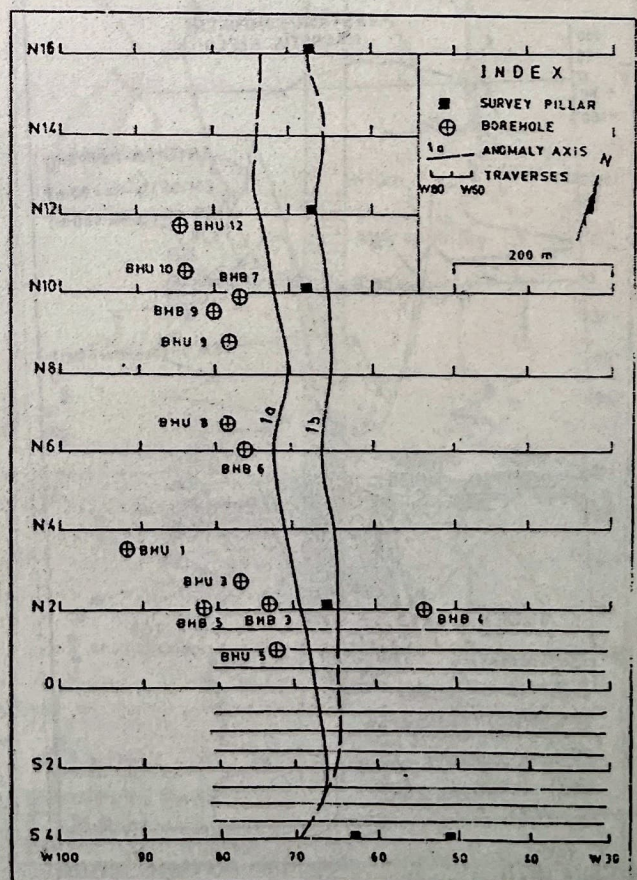 N16
INDEX
SURVEY PILLAR
BOREHOLE
1a ANOMALY AXIS
N
TRAVERSES
W80 W50
N14
N12
BHU 12
200 m
BHU 10
BHB 7
N10
BHB 9
BHU 9
N8
BHU 8
1a
1b
N6
BHB 6
N4
BHU 1
BHU 3
N2
BHB 5
BHB 3
BHB 4
BHU 5
0
S2
S4
W100 90 80 70 60 50 W30